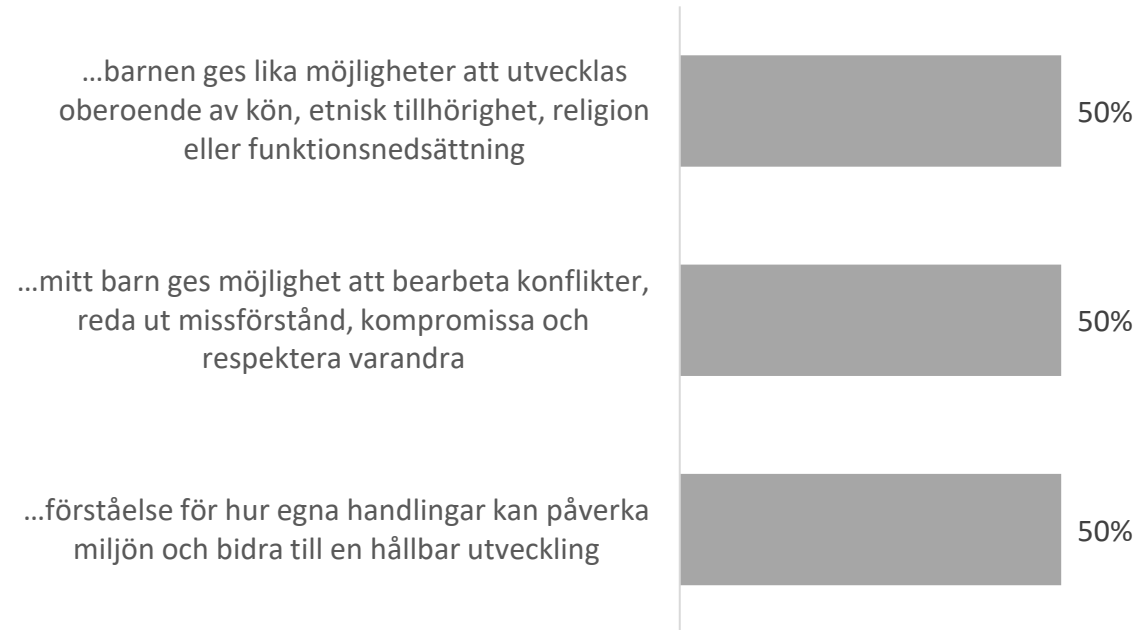 …barnen ges lika möjligheter att utvecklas
oberoende av kön, etnisk tillhörighet, religion
eller funktionsnedsättning
50%
…mitt barn ges möjlighet att bearbeta konflikter,
reda ut missförstånd, kompromissa och
respektera varandra
50%
…förståelse för hur egna handlingar kan påverka
miljön och bidra till en hållbar utveckling
50%